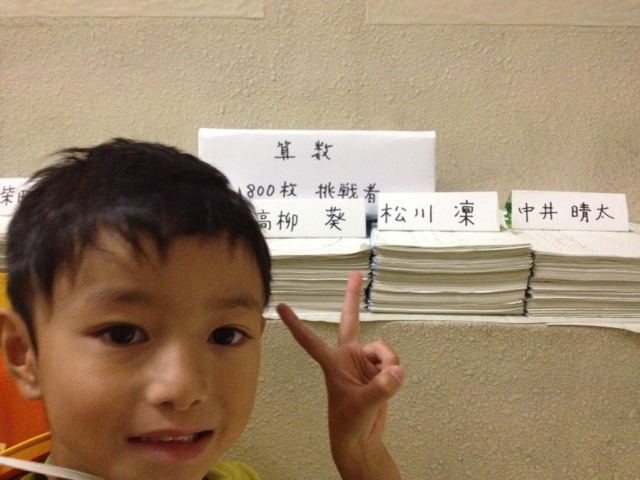 算数
800枚 挑戦者
柴
高柳 葵
松川 凜
中井 晴太